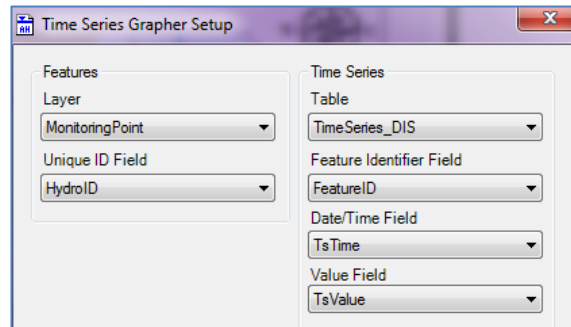 AH
Time Series Grapher Setup
Features
Layer
MonitoringPoint
Unique ID Field
HydroID
Time Series
Table
TimeSeries_DIS
Feature Identifier Field
FeatureID
Date/Time Field
TsTime
Value Field
TsValue